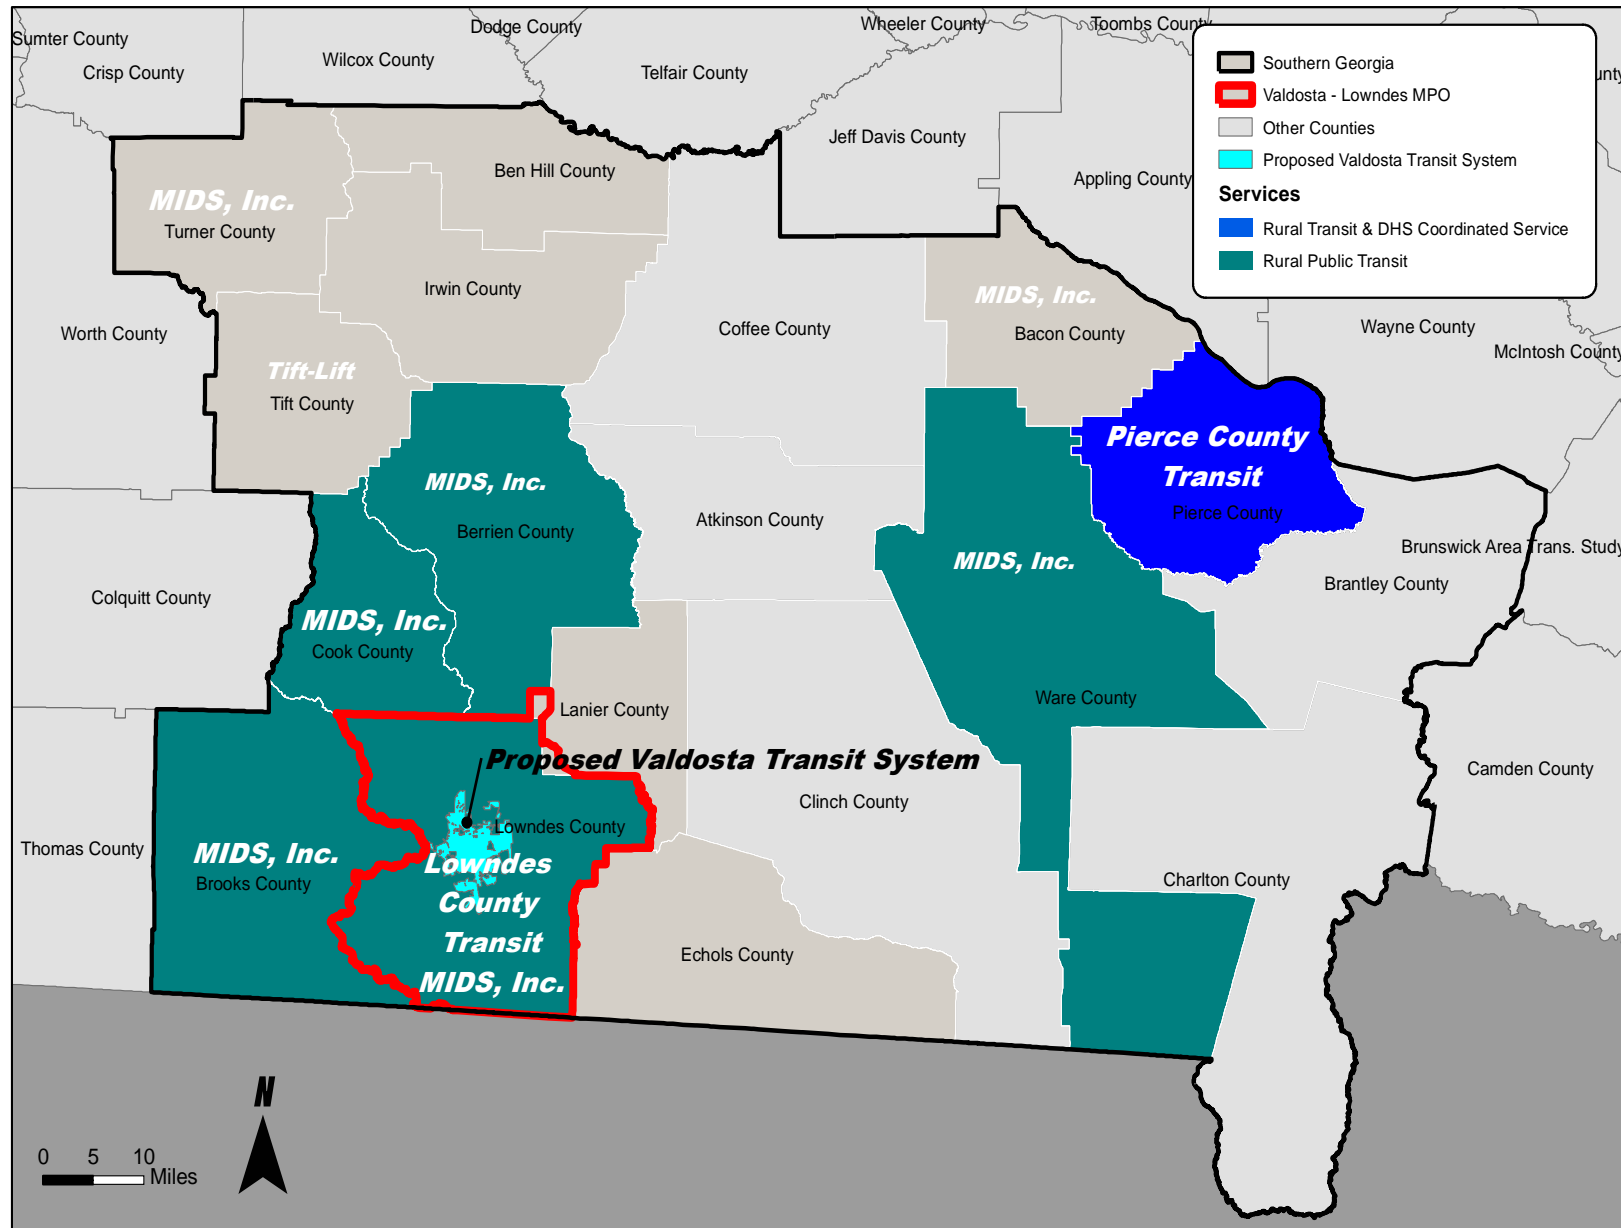 Dodge County
Wheeler County
Toombs County
Sumter County
Crisp County
Wilcox County
Telfair County
Southern Georgia
Valdosta - Lowndes MPO
Other Counties
Proposed Valdosta Transit System
Services
Rural Transit & DHS Coordinated Service
Rural Public Transit
unty
Jeff Davis County
Ben Hill County
Appling County
MIDS, Inc.
Turner County
Irwin County
MIDS, Inc.
Bacon County
Coffee County
Worth County
Wayne County
McIntosh County
Tift-Lift
Tift County
Pierce County
Transit
Pierce County
MIDS, Inc.
Berrien County
Atkinson County
MIDS, Inc.
Brunswick Area Trans. Study
Brantley County
Colquitt County
MIDS, Inc.
Cook County
Ware County
Lanier County
Proposed Valdosta Transit System
Camden County
Clinch County
Lowndes County
Thomas County
MIDS, Inc.
Brooks County
Lowndes
County
Transit
MIDS, Inc.
Charlton County
Echols County
N
0 5 10
Miles